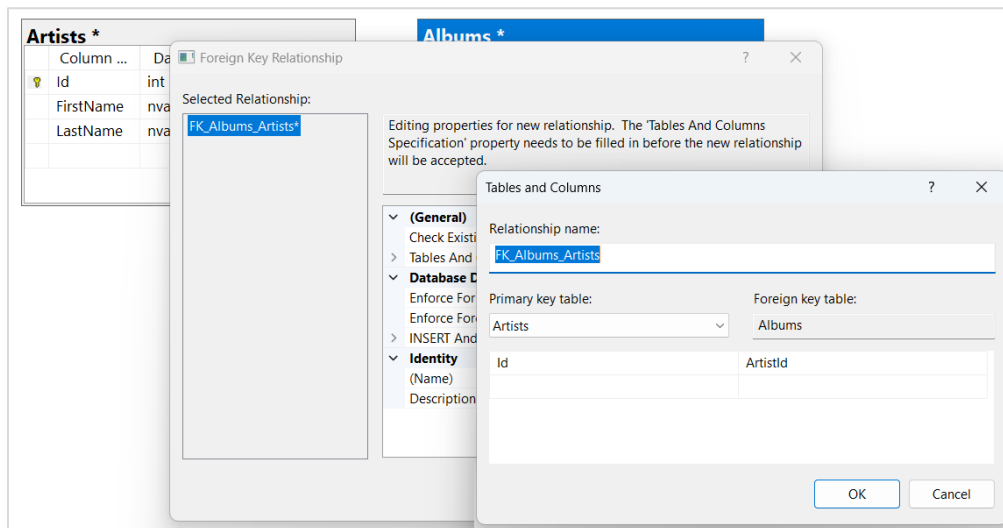 Artists *
Albums *
Column ...
Da
Id
int
FirstName
nva
LastName
nva
Foreign Key Relationship
?
Selected Relationship:
FK_Albums_Artists*
Editing properties for new relationship. The 'Tables And Columns
Specification' property needs to be filled in before the new relationship
will be accepted.
(General)
Check Existi
Tables And
Database D
Enforce For
Enforce For
INSERT And
Identity
(Name)
Description
Tables and Columns
?
Relationship name:
FK_Albums_Artists
Primary key table:
Foreign key table:
Artists
Albums
Id
ArtistId
OK
Cancel